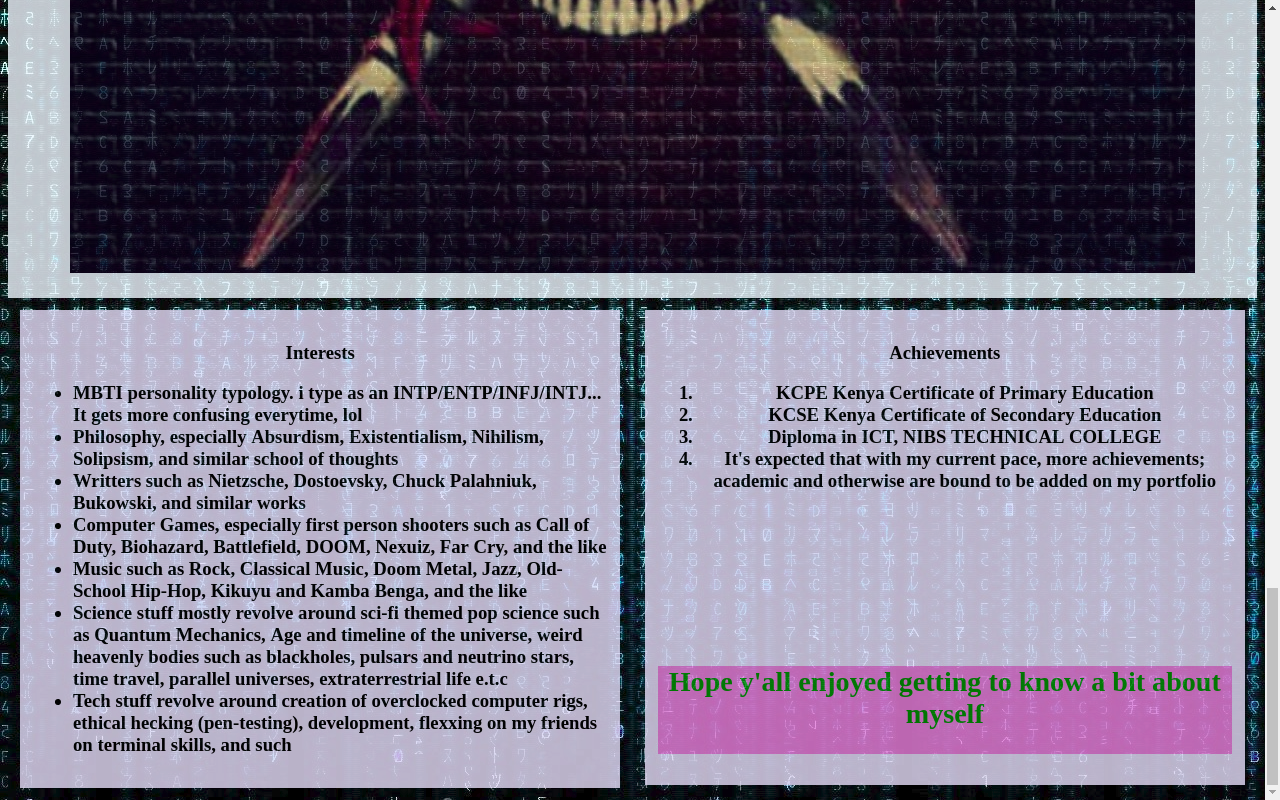 Interests
MBTI personality typology. i type as an INTP/ENTP/INFJ/INTJ...
It gets more confusing everytime, lol
Philosophy, especially Absurdism, Existentialism, Nihilism,
Solipsism, and similar school of thoughts
Writters such as Nietzsche, Dostoevsky, Chuck Palahniuk,
Bukowski, and similar works
Computer Games, especially first person shooters such as Call of
Duty, Biohazard, Battlefield, DOOM, Nexuiz, Far Cry, and the like
Music such as Rock, Classical Music, Doom Metal, Jazz, Old-
School Hip-Hop, Kikuyu and Kamba Benga, and the like
Science stuff mostly revolve around sci-fi themed pop science such
as Quantum Mechanics, Age and timeline of the universe, weird
heavenly bodies such as blackholes, pulsars and neutrino stars,
time travel, parallel universes, extraterrestrial life e.t.c
Tech stuff revolve around creation of overclocked computer rigs,
ethical hecking (pen-testing), development, flexxing on my friends
on terminal skills, and such
Achievements
1. KCPE Kenya Certificate of Primary Education
2. KCSE Kenya Certificate of Secondary Education
3. Diploma in ICT, NIBS TECHNICAL COLLEGE
4. It's expected that with my current pace, more achievements;
academic and otherwise are bound to be added on my portfolio
Hope y'all enjoyed getting to know a bit about
myself